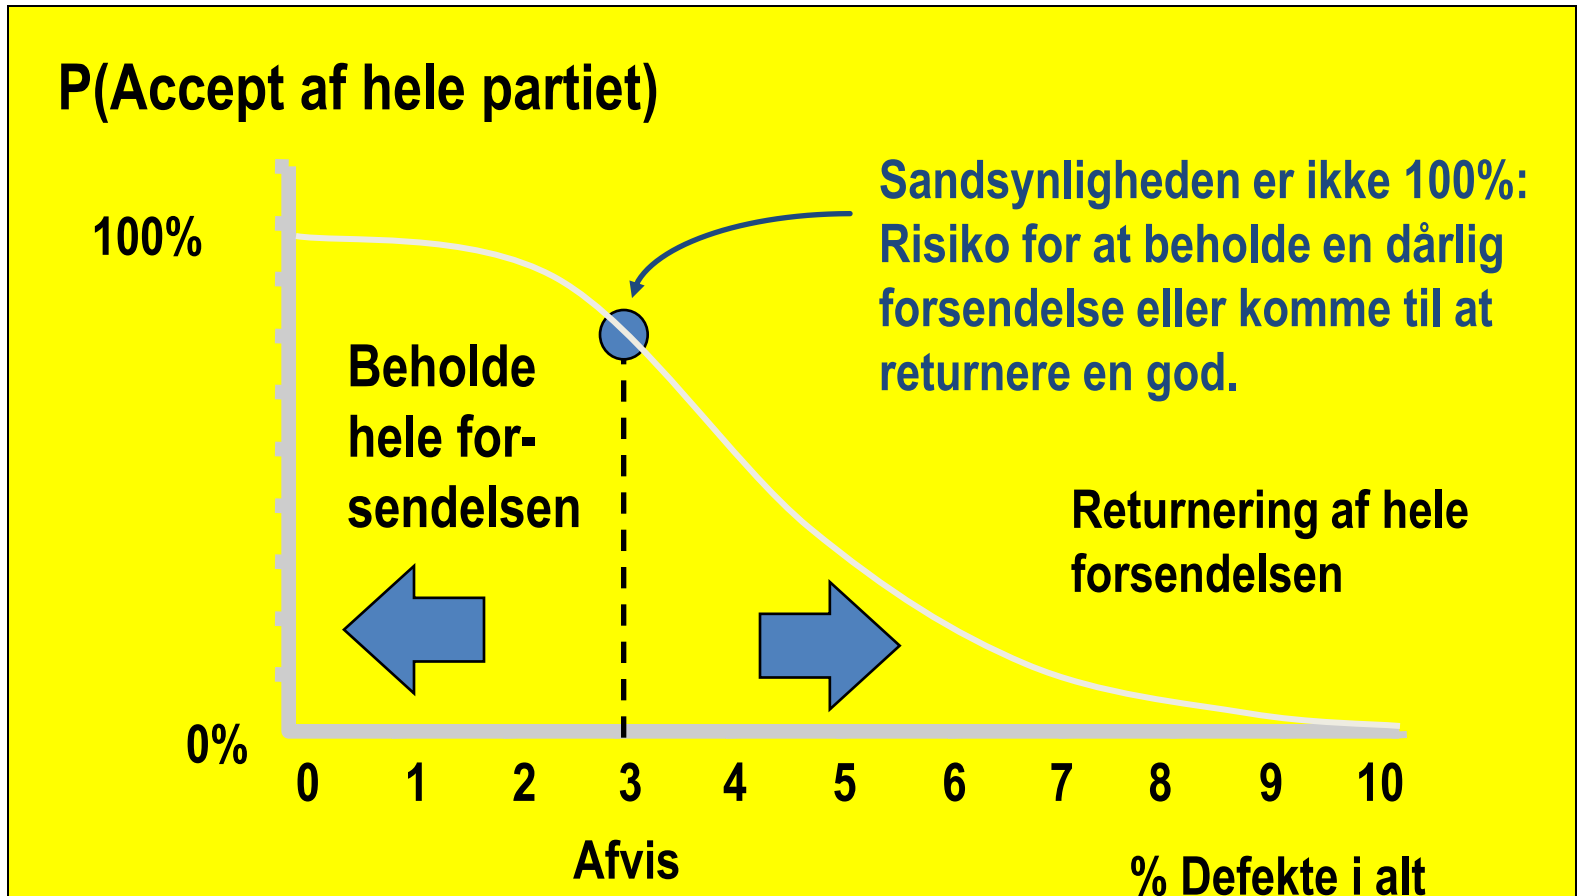 P(Accept af hele partiet)
Sandsynligheden er ikke 100%:
Risiko for at beholde en dårlig
forsendelse eller komme til at
returnere en god.
100%
Beholde
hele for-
sendelsen
Returnering af hele
forsendelsen
0%
0 1 2 3 4 5 6 7 8 9 10
Afvis
% Defekte i alt